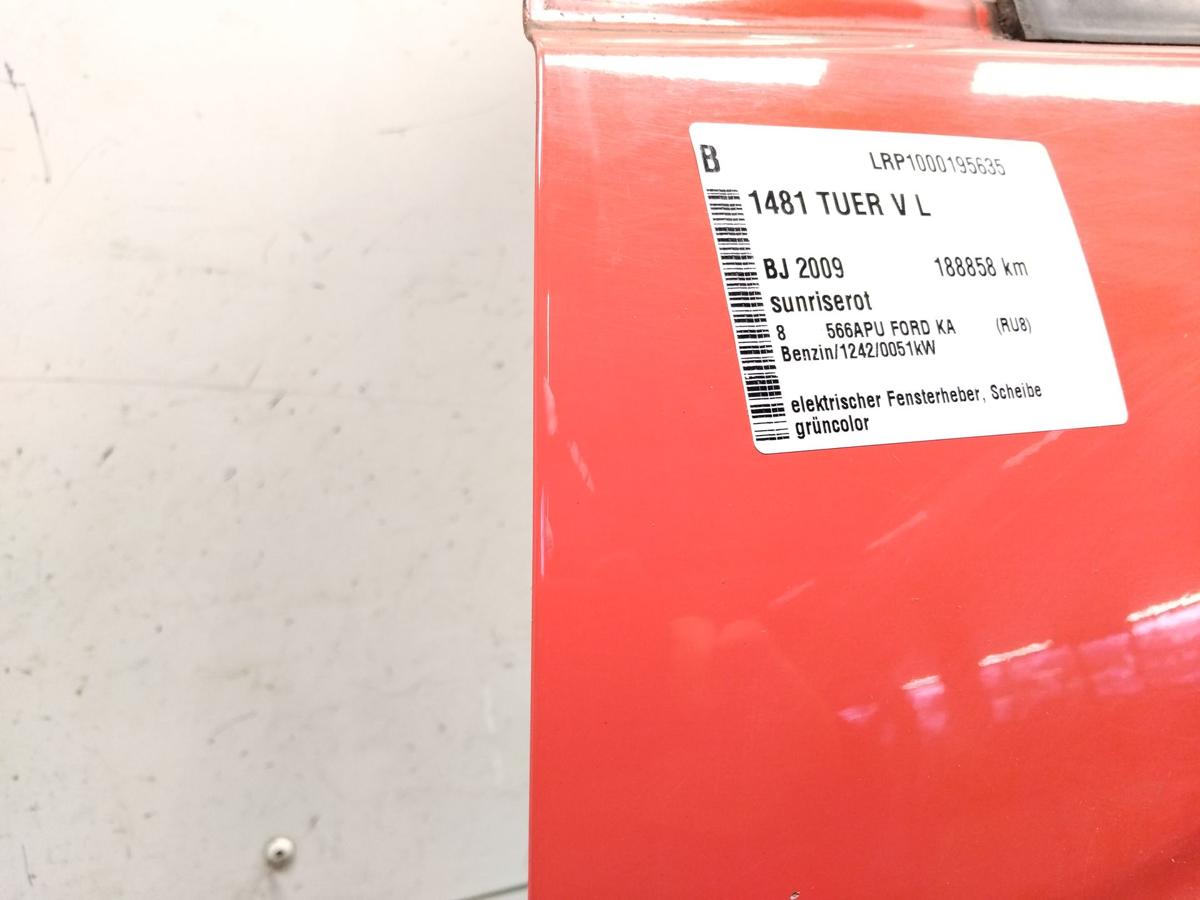 B LRP1000195635
1481 TUER V L
BJ 2009 188858 km
sunriserot
8 566APU FORD KA (RU8)
Benzin/1242/0051kW
elektrischer Fensterheber, Scheibe
grüncolor